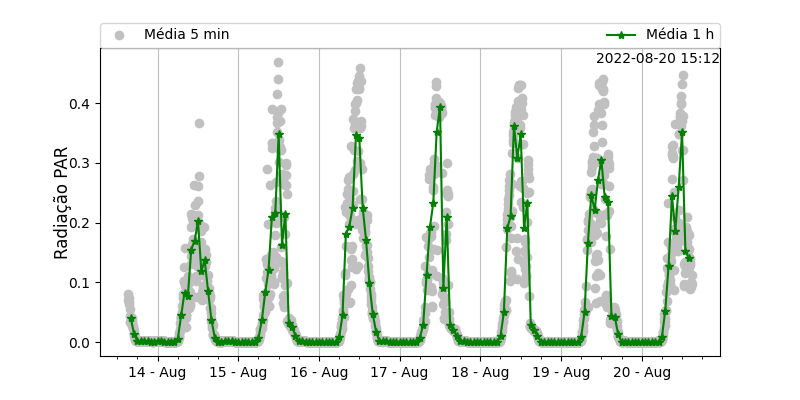 Média 5 min
Média 1 h
2022-08-20 15:12
Radiação PAR
0.4
0.3
0.2
0.1
0.0
14 - Aug
15 - Aug
16 - Aug
17 - Aug
18 - Aug
19 - Aug
20 - Aug